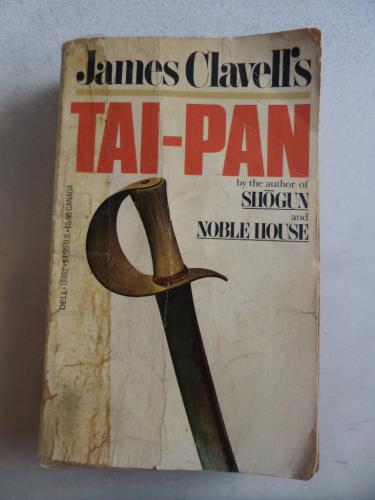 James Clavell's
TAI-PAN
by the author of
SHŌGUN
and
NOBLE HOUSE